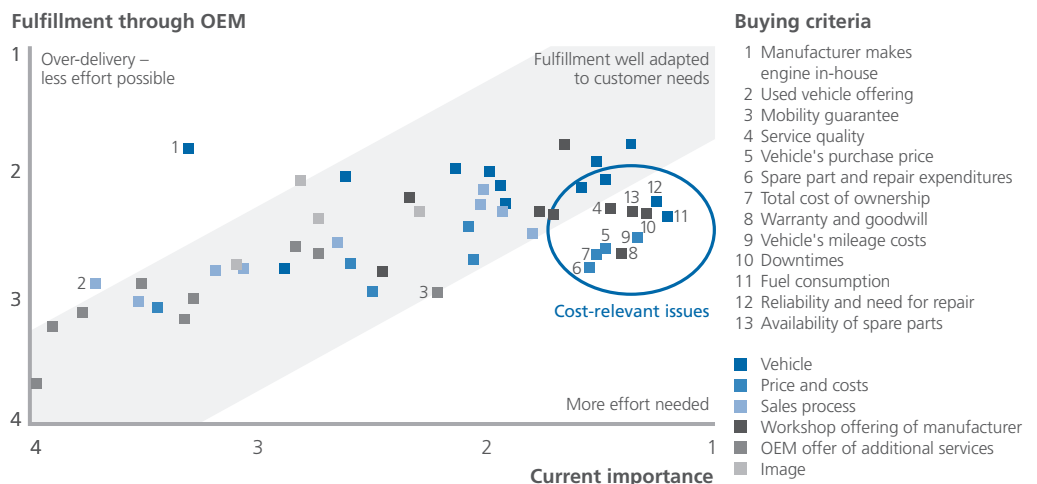 Fulfillment through OEM
1
2
3
4
Over-delivery –
less effort possible
Fulfillment well adapted
to customer needs
1
2
3
4
5
6
7
8
9
10
11
12
13
Cost-relevant issues
More effort needed
4
3
2
1
Current importance
Buying criteria
1 Manufacturer makes
engine in-house
2 Used vehicle offering
3 Mobility guarantee
4 Service quality
5 Vehicle's purchase price
6 Spare part and repair expenditures
7 Total cost of ownership
8 Warranty and goodwill
9 Vehicle's mileage costs
10 Downtimes
11 Fuel consumption
12 Reliability and need for repair
13 Availability of spare parts
Vehicle
Price and costs
Sales process
Workshop offering of manufacturer
OEM offer of additional services
Image